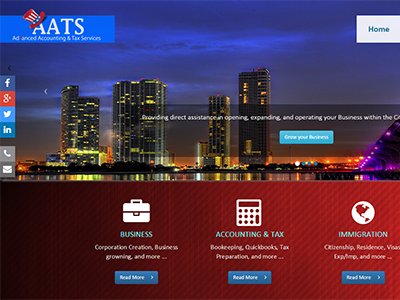 AATS
Advanced Accounting & Tax Services
Home
Providing direct assistance in opening, expanding, and operating your Business within the
Grow your Business
BUSINESS
Corporation Creation, Business
growning, and more ...
Read More
ACCOUNTING & TAX
Bookeeping, Quickbooks, Tax
Preparation, and more ...
Read More
IMMIGRATION
Citizenship, Residence, Visas
Exp/Imp, and more ...
Read More